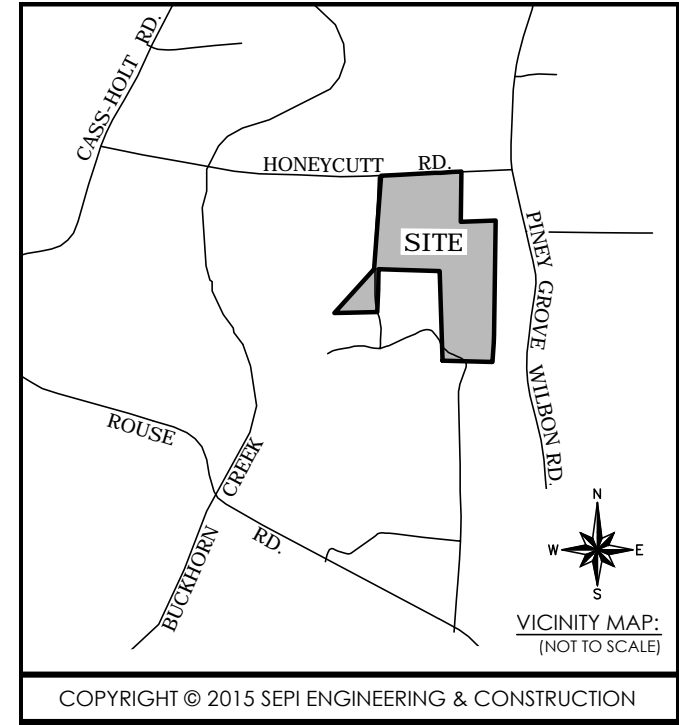 CASS-HOLT RD.
HONEYCUTT RD.
SITE
PINEY GROVE WILBON RD.
ROUSE RD.
BUCKHORN CREEK
N
W E
S
VICINITY MAP:
(NOT TO SCALE)
COPYRIGHT © 2015 SEPI ENGINEERING & CONSTRUCTION